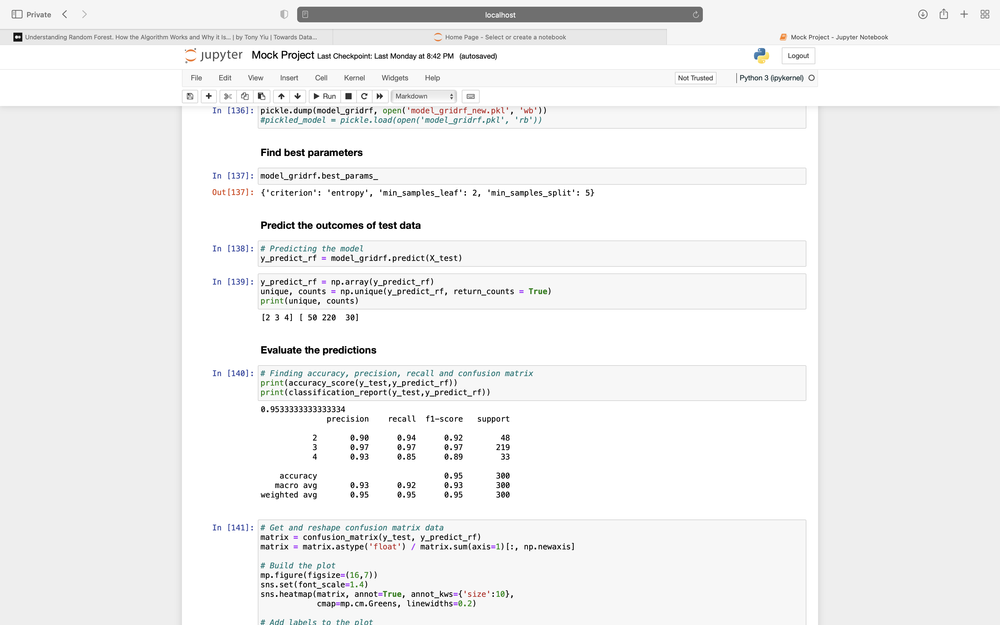 Private
localhost
Understanding Random Forest. How the Algorithm Works and Why it Is... | by Tony Yiu | Towards Data...
Home Page - Select or create a notebook
Mock Project - Jupyter Notebook
jupyter Mock Project Last Checkpoint: Last Monday at 8:42 PM (autosaved)
Logout
File Edit View Insert Cell Kernel Widgets Help
Not Trusted
Python 3 (ipykernel)
Run
Markdown
In [136]: pickle.dump(model_gridrf, open('model_gridrf_new.pkl', 'wb'))
#pickled_model = pickle.load(open('model_gridrf.pkl', 'rb'))
Find best parameters
In [137]: model_gridrf.best_params_
Out[137]: {'criterion': 'entropy', 'min_samples_leaf': 2, 'min_samples_split': 5}
Predict the outcomes of test data
In [138]: # Predicting the model
y_predict_rf = model_gridrf.predict(X_test)
In [139]: y_predict_rf = np.array(y_predict_rf)
unique, counts = np.unique(y_predict_rf, return_counts = True)
print(unique, counts)
[2 3 4] [ 50 220  30]
Evaluate the predictions
In [140]: # Finding accuracy, precision, recall and confusion matrix
print(accuracy_score(y_test,y_predict_rf))
print(classification_report(y_test,y_predict_rf))
0.9533333333333334
precision recall f1-score support
2 0.90 0.94 0.92 48
3 0.97 0.97 0.97 219
4 0.93 0.85 0.89 33
accuracy 0.95 300
macro avg 0.93 0.92 0.93 300
weighted avg 0.95 0.95 0.95 300
In [141]: # Get and reshape confusion matrix data
matrix = confusion_matrix(y_test, y_predict_rf)
matrix = matrix.astype('float') / matrix.sum(axis=1)[:, np.newaxis]
# Build the plot
mp.figure(figsize=(16,7))
sns.set(font_scale=1.4)
sns.heatmap(matrix, annot=True, annot_kws={'size':10},
cmap=mp.cm.Greens, linewidths=0.2)
# Add labels to the plot